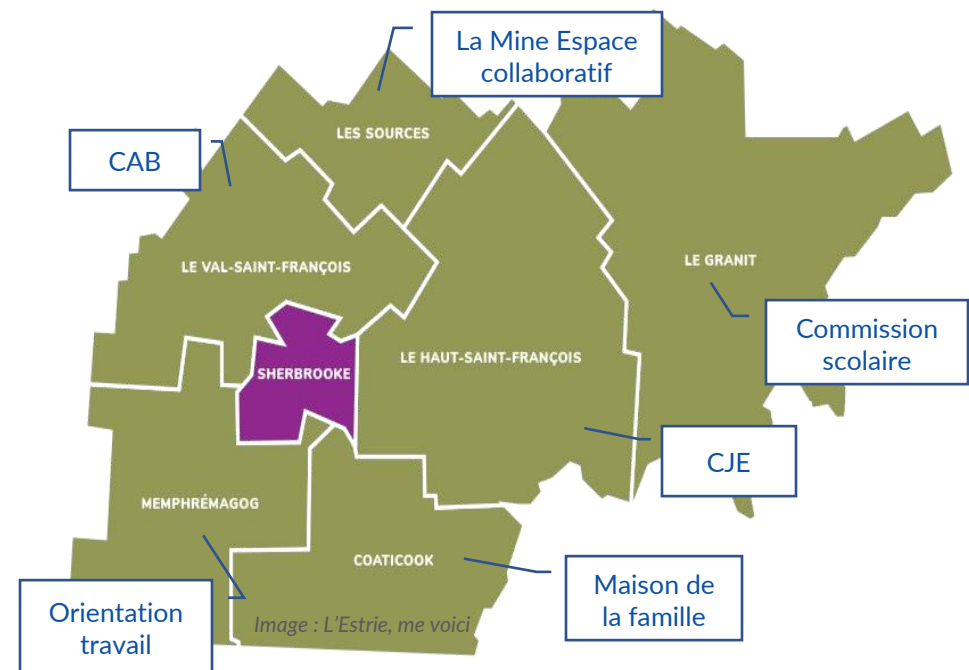 La Mine Espace
collaboratif
LES SOURCES
CAB
LE VAL-SAINT-FRANÇOIS
LE GRANIT
Commission
scolaire
LE HAUT-SAINT-FRANÇOIS
SHERBROOKE
CJE
MEMPHRÉMAGOG
COATICOOK
Maison de
la famille
Orientation
travail
Image : L'Estrie, me voici